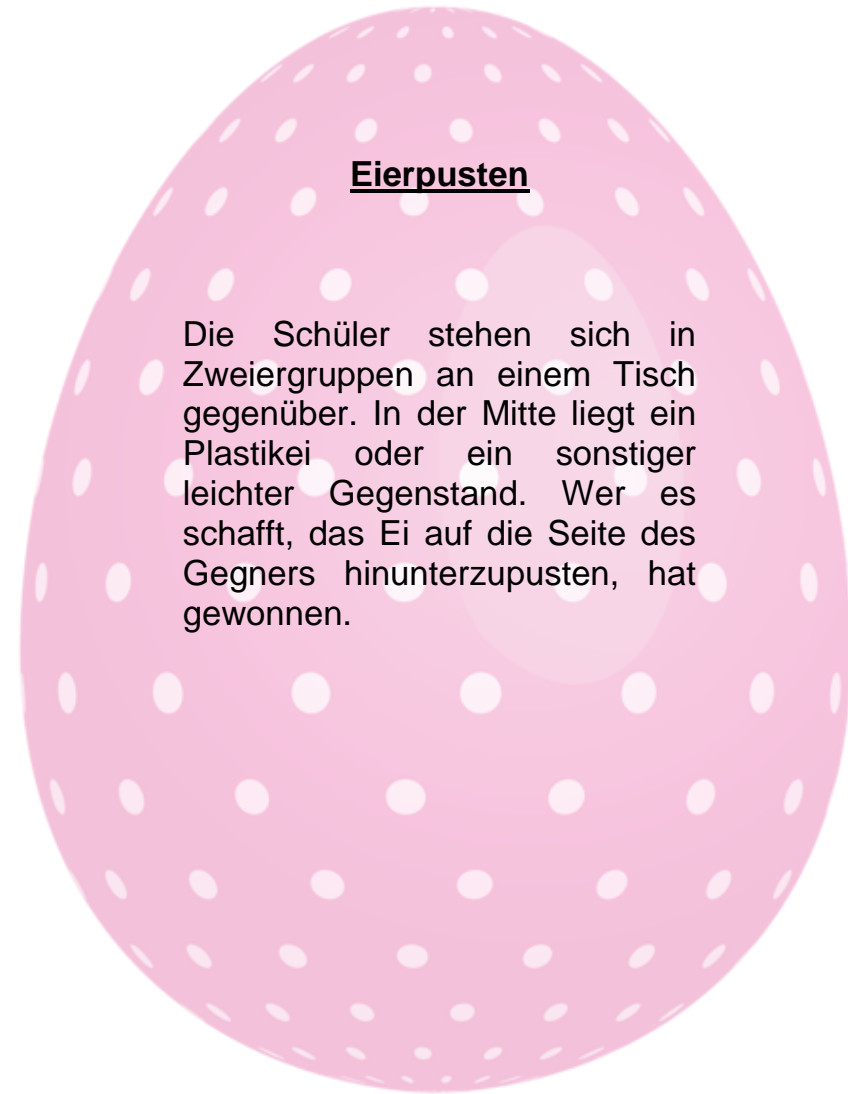 Eierpusten
Die Schüler stehen sich in
Zweiergruppen an einem Tisch
gegenüber. In der Mitte liegt ein
Plastikei oder ein sonstiger
leichter Gegenstand. Wer es
schafft, das Ei auf die Seite des
Gegners hinunterzupusten, hat
gewonnen.